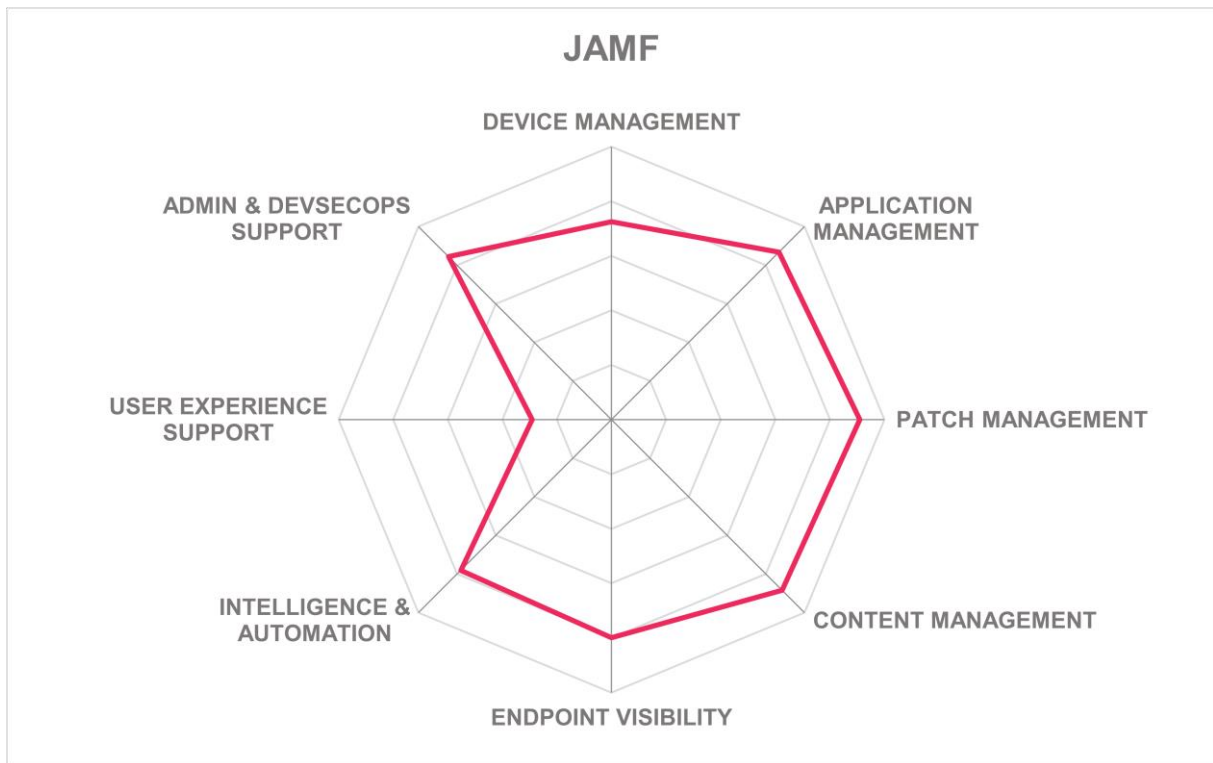 JAMF
DEVICE MANAGEMENT
ADMIN & DEVSECOPS
SUPPORT
APPLICATION
MANAGEMENT
USER EXPERIENCE
SUPPORT
PATCH MANAGEMENT
INTELLIGENCE &
AUTOMATION
CONTENT MANAGEMENT
ENDPOINT VISIBILITY